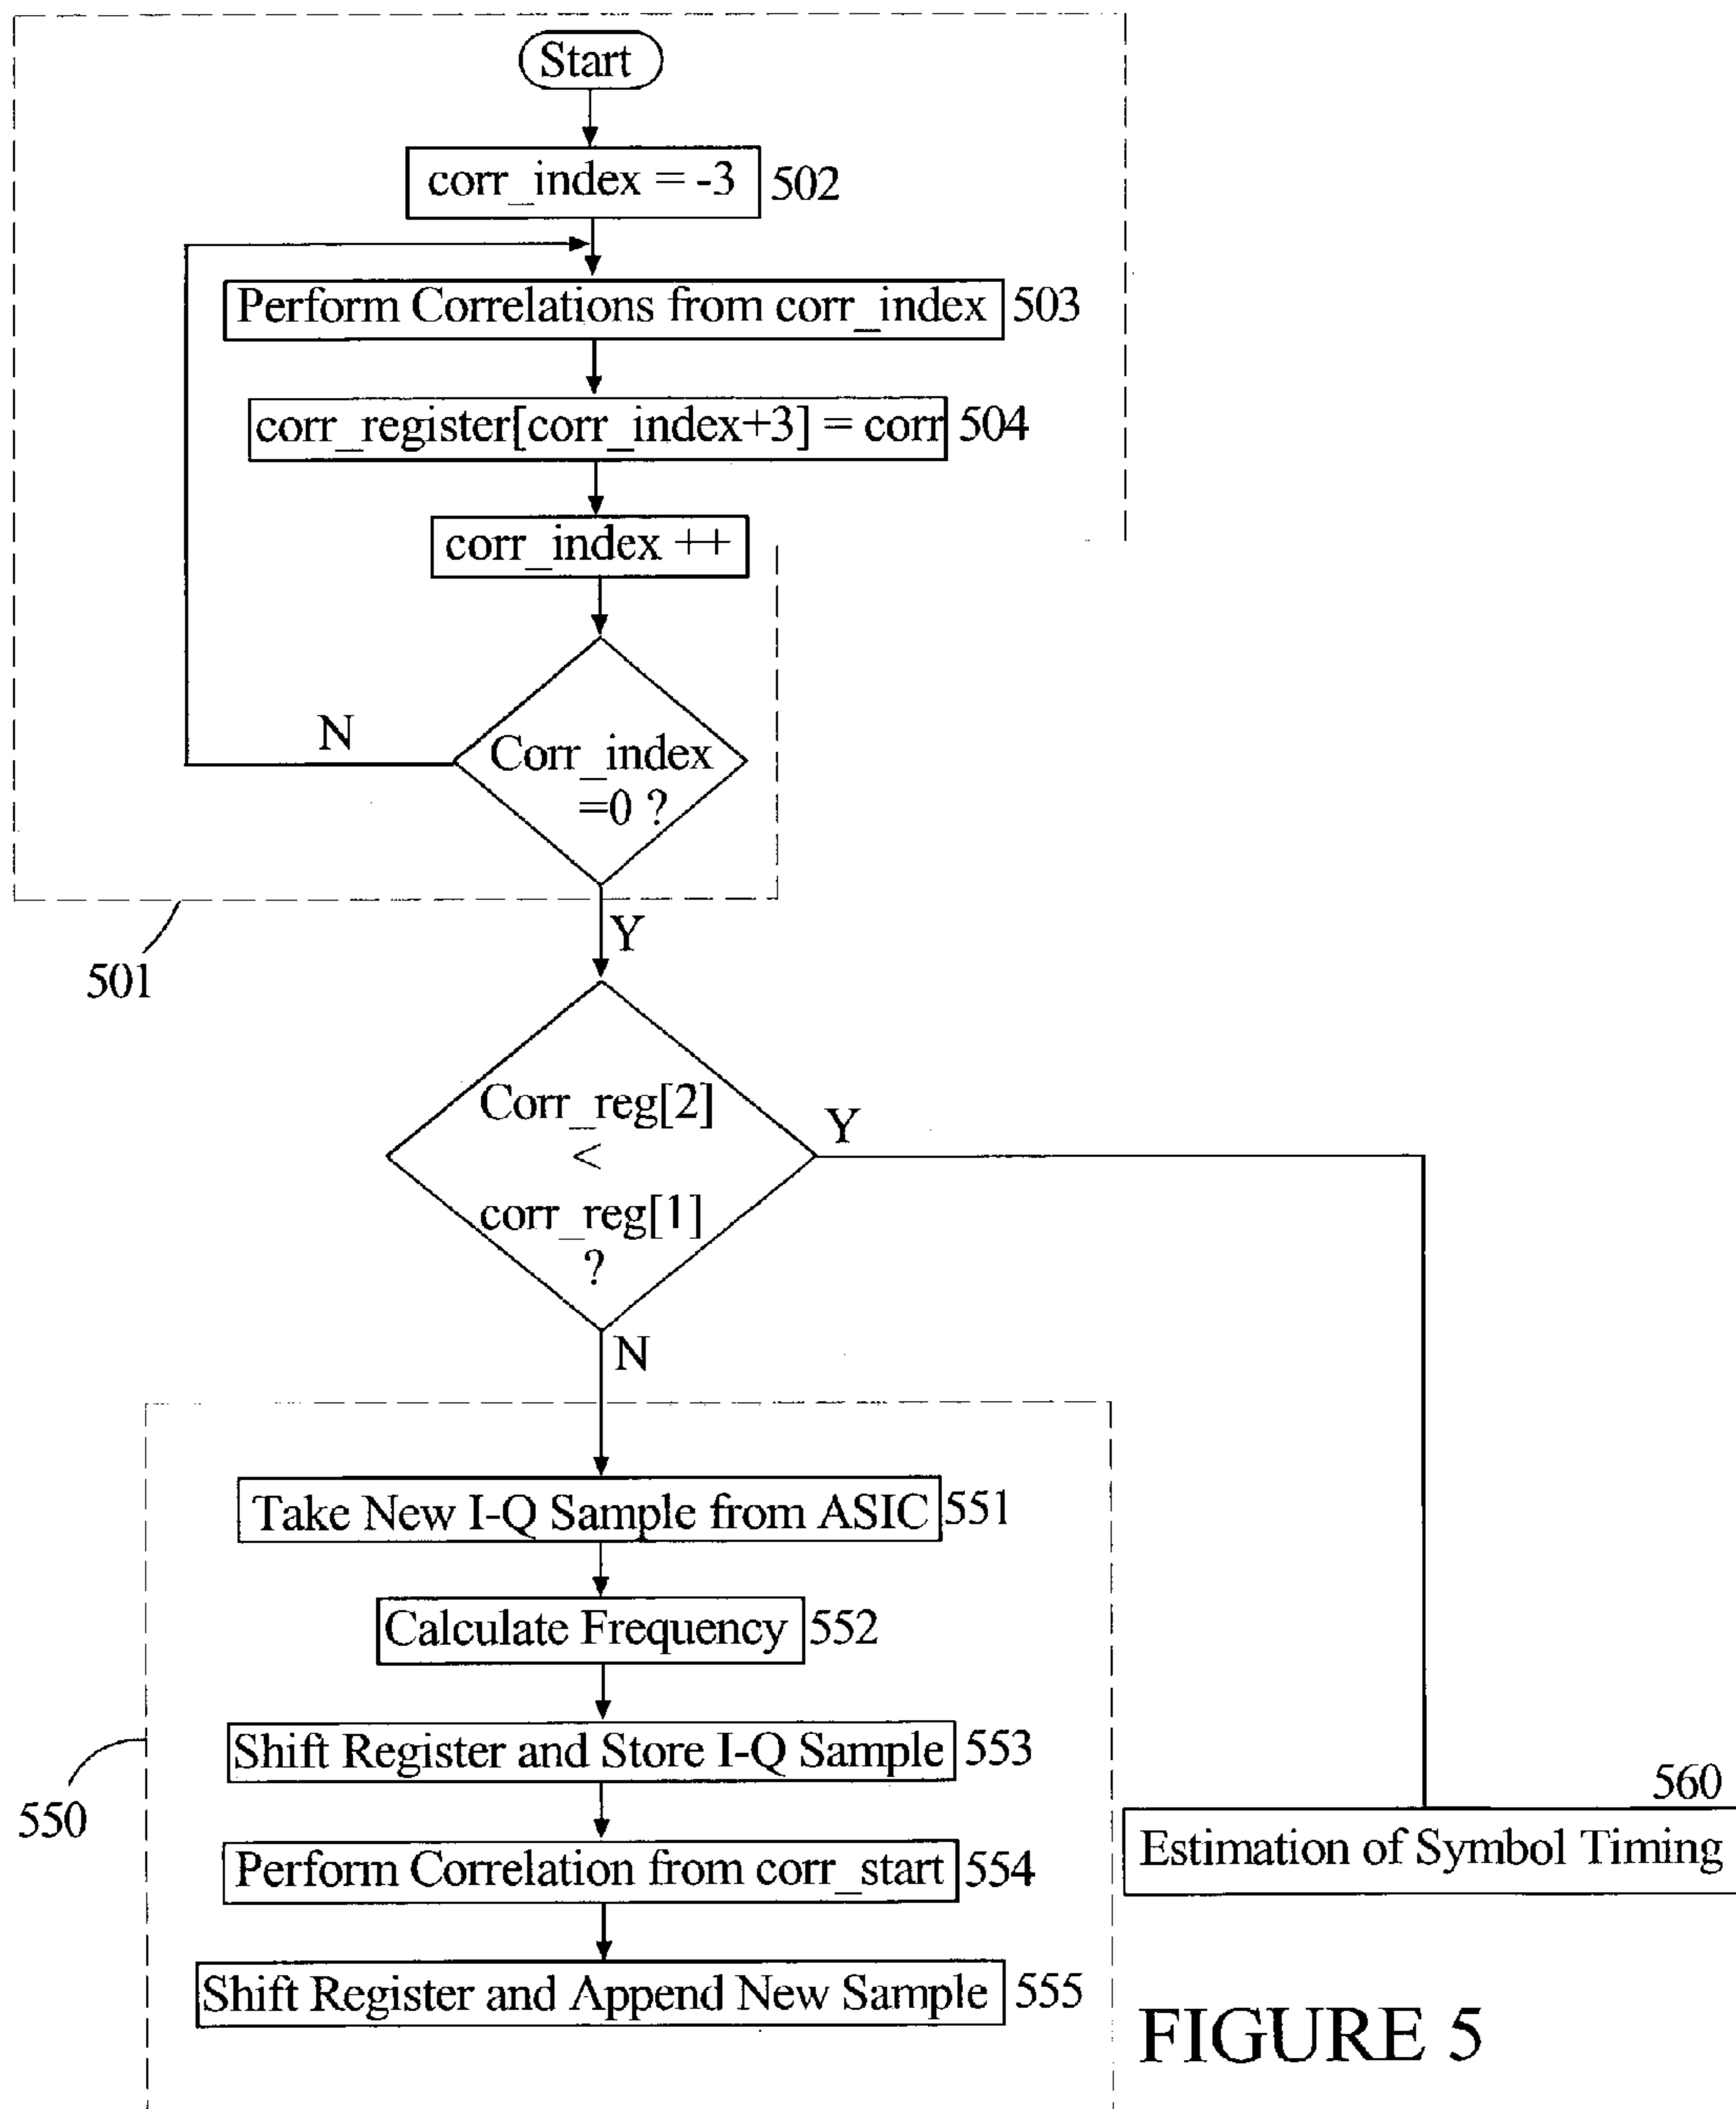 Start
corr_index = -3 502
Perform Correlations from corr_index 503
corr_register[corr_index+3] = corr 504
corr_index ++
N
Corr_index
=0 ?
Y
501
Corr_reg[2]
<
corr_reg[1]
?
Y
N
Take New I-Q Sample from ASIC 551
Calculate Frequency 552
Shift Register and Store I-Q Sample 553
550
560
Perform Correlation from corr_start 554
Estimation of Symbol Timing
Shift Register and Append New Sample 555
FIGURE 5